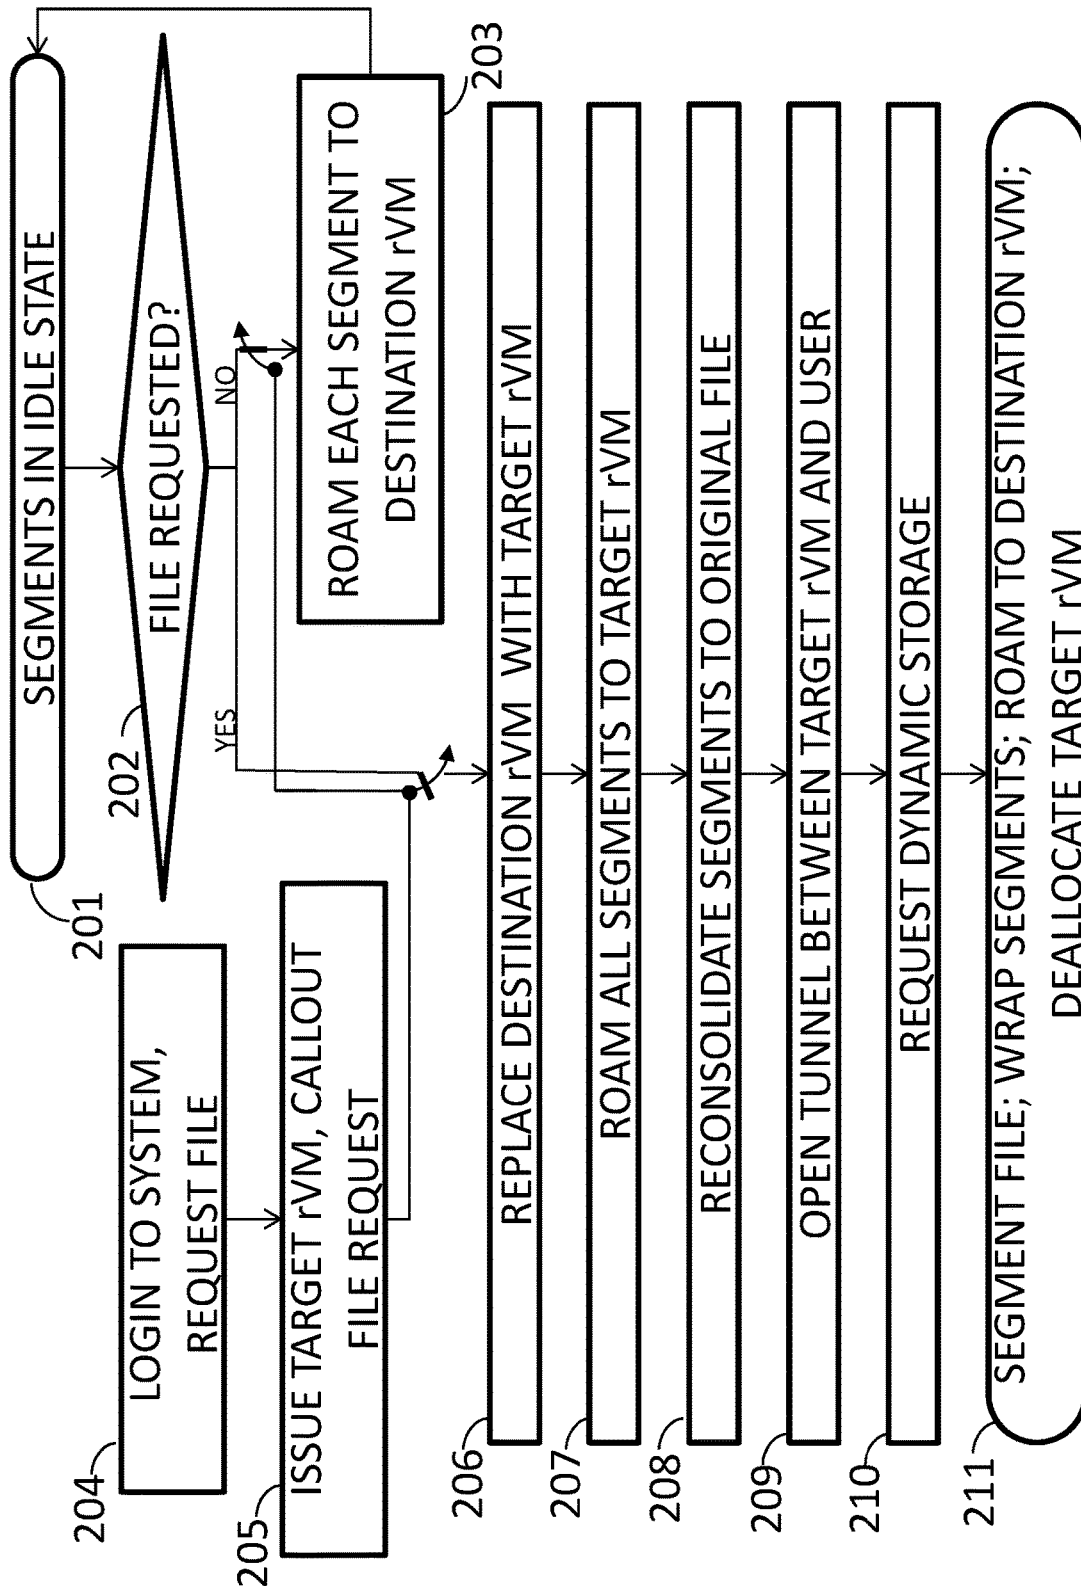 201
SEGMENTS IN IDLE STATE
202
FILE REQUESTED?
YES
NO
203
ROAM EACH SEGMENT TO
DESTINATION rVM
204
LOGIN TO SYSTEM,
REQUEST FILE
205
ISSUE TARGET rVM, CALLOUT
FILE REQUEST
206
REPLACE DESTINATION rVM WITH TARGET rVM
207
ROAM ALL SEGMENTS TO TARGET rVM
208
RECONSOLIDATE SEGMENTS TO ORIGINAL FILE
209
OPEN TUNNEL BETWEEN TARGET rVM AND USER
210
REQUEST DYNAMIC STORAGE
211
SEGMENT FILE; WRAP SEGMENTS; ROAM TO DESTINATION rVM;
DEALLOCATE TARGET rVM